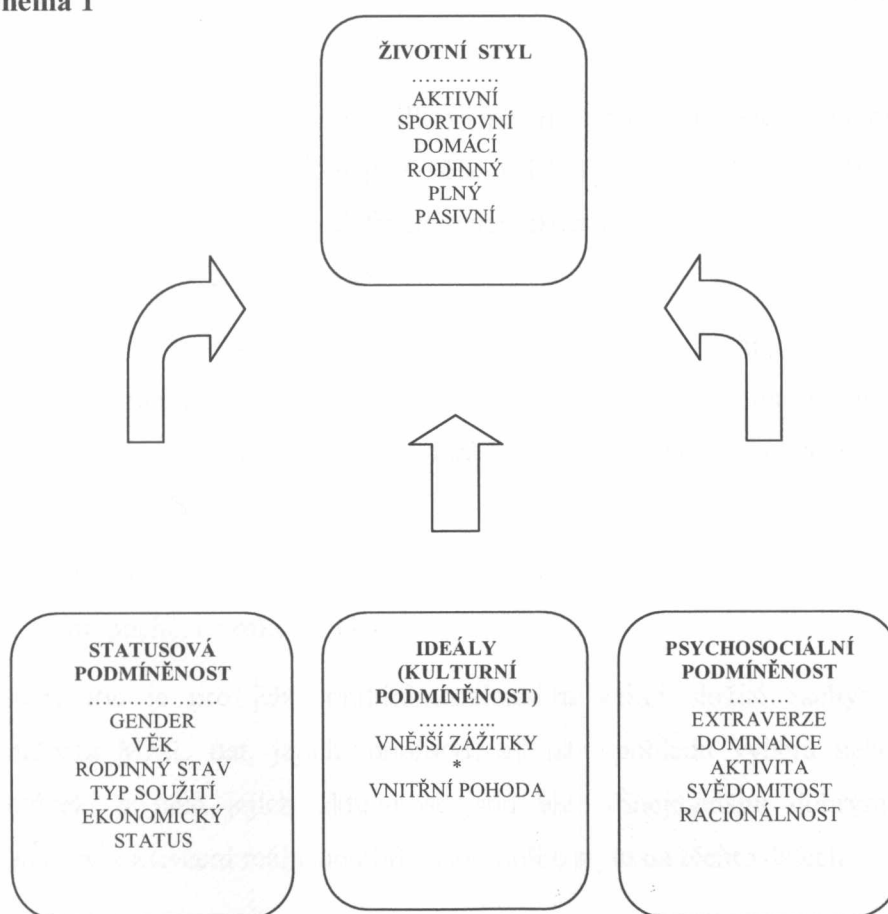 ŽIVOTNÍ STYL
………….
AKTIVNÍ
SPORTOVNÍ
DOMÁCÍ
RODINNÝ
PLNÝ
PASIVNÍ
STATUSOVÁ
PODMÍNĚNOST
…………………
GENDER
VĚK
RODINNÝ STAV
TYP SOUŽITÍ
EKONOMICKÝ
STATUS
IDEÁLY
(KULTURNÍ
PODMÍNĚNOST)
………...
VNĚJŠÍ ZÁŽITKY
*
VNITŘNÍ POHODA
PSYCHOSOCIÁLNÍ
PODMÍNĚNOST
…………
EXTRAVERZE
DOMINANCE
AKTIVITA
SVĚDOMITOST
RACIONÁLNOST